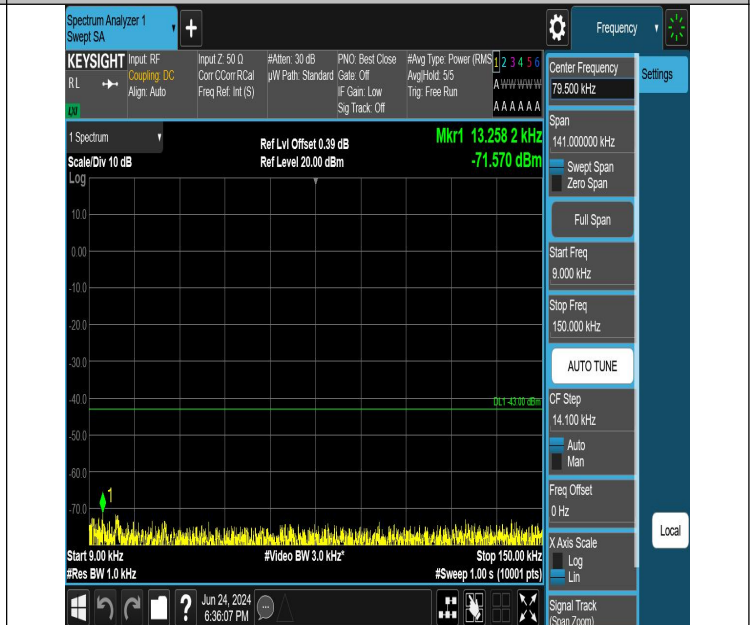 Spectrum Analyzer 1
Swept SA
+
Frequency
KEYSIGHT
RL
LXI
Input: RF
Coupling: DC
Align: Auto
Input Z: 50 Ω
Corr CCorr RCal
Freq Ref: Int (S)
#Atten: 30 dB
µW Path: Standard
PNO: Best Close
Gate: Off
IF Gain: Low
Sig Track: Off
#Avg Type: Power (RMS
Avg|Hold: 5/5
Trig: Free Run
1 2 3 4 5 6
A W W W W W
A A A A A A
1 Spectrum
Scale/Div 10 dB
Log
Ref Lvl Offset 0.39 dB
Ref Level 20.00 dBm
Mkr1 13.258 2 kHz
-71.570 dBm
10.0
0.00
-10.0
-20.0
-30.0
-40.0
-50.0
-60.0
-70.0
DL1 -43.00 dBm
1
Start 9.00 kHz
#Res BW 1.0 kHz
#Video BW 3.0 kHz*
Stop 150.00 kHz
#Sweep 1.00 s (10001 pts)
Center Frequency
79.500 kHz
Span
141.000000 kHz
Swept Span
Zero Span
Full Span
Start Freq
9.000 kHz
Stop Freq
150.000 kHz
AUTO TUNE
CF Step
14.100 kHz
Auto
Man
Freq Offset
0 Hz
X Axis Scale
Log
Lin
Signal Track
(Span Zoom)
Settings
Local
?
Jun 24, 2024
6:36:07 PM